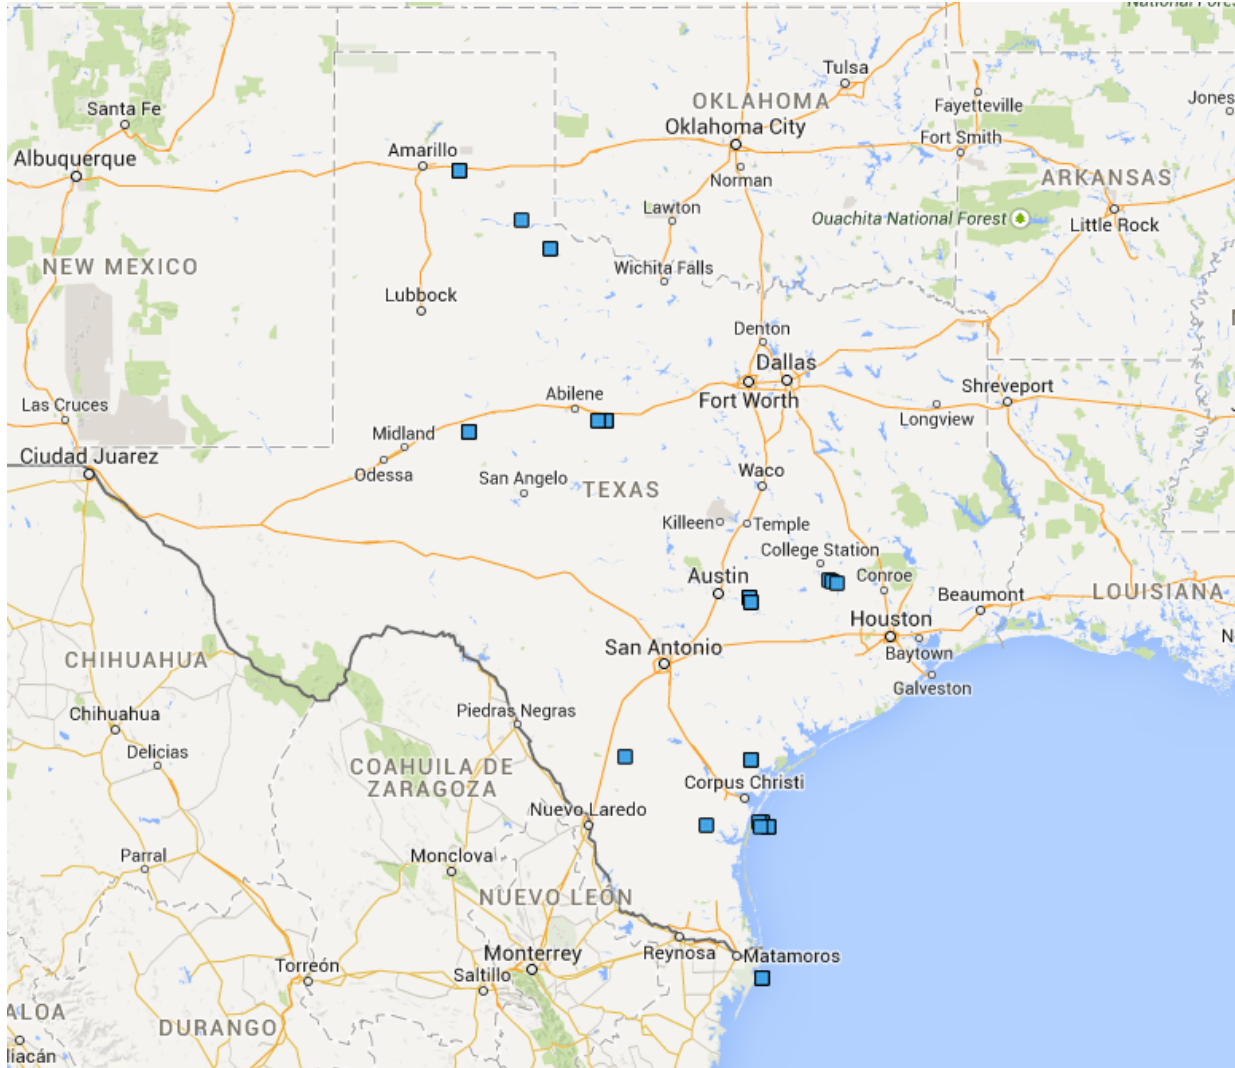 National Fores
Tulsa
OKLAHOMA
Santa Fe
Fayetteville
Jones
Oklahoma City
Fort Smith
Amarillo
Albuquerque
Norman
ARKANSAS
Lawton
Ouachita National Forest
Little Rock
NEW MEXICO
Wichita Falls
Lubbock
Denton
Dallas
Shreveport
Abilene
Fort Worth
Las Cruces
Longview
Midland
Ciudad Juarez
Odessa
Waco
San Angelo
TEXAS
Killeen
Temple
College Station
Austin
Conroe
Beaumont
LOUISIANA
Houston
San Antonio
Baytown
CHIHUAHUA
Galveston
Piedras Negras
Chihuahua
Delicias
COAHUILA DE
ZARAGOZA
Corpus Christi
Nuevo Laredo
Parral
Monclova
NUEVO LEÓN
Monterrey
Reynosa
Matamoros
Torreón
Saltillo
ALOA
DURANGO
liacán